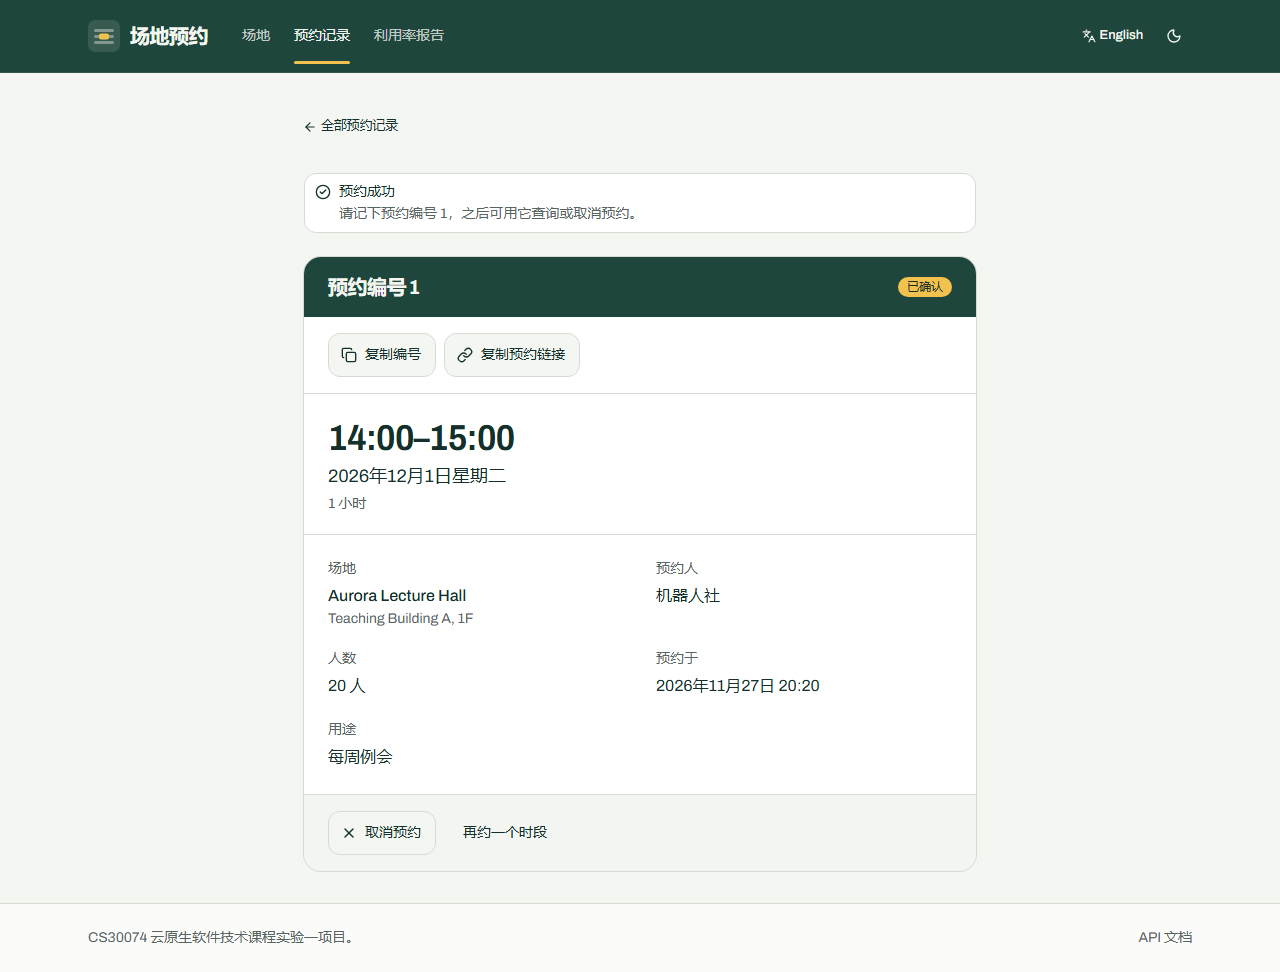 场地预约
场地
预约记录
利用率报告
English
全部预约记录
预约成功
请记下预约编号 1，之后可用它查询或取消预约。
预约编号 1
已确认
复制编号
复制预约链接
14:00–15:00
2026年12月1日星期二
1 小时
场地
预约人
Aurora Lecture Hall
机器人社
Teaching Building A, 1F
人数
预约于
20 人
2026年11月27日 20:20
用途
每周例会
取消预约
再约一个时段
CS30074 云原生软件技术课程实验一项目。
API 文档